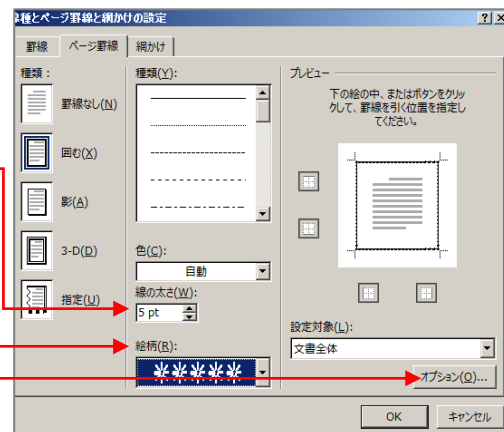 線種とページ罫線と網かけの設定
罫線
ページ罫線
網かけ
種類：
罫線なし(N)
囲む(X)
影(A)
3-D(D)
指定(U)
種類(Y):
色(C):
自動
線の太さ(W):
5 pt
絵柄(R):
プレビュー
下の絵の中、またはボタンをクリッ
クして、罫線を引く位置を指定し
てください。
設定対象(L):
文書全体
オプション(O)...
OK
キャンセル